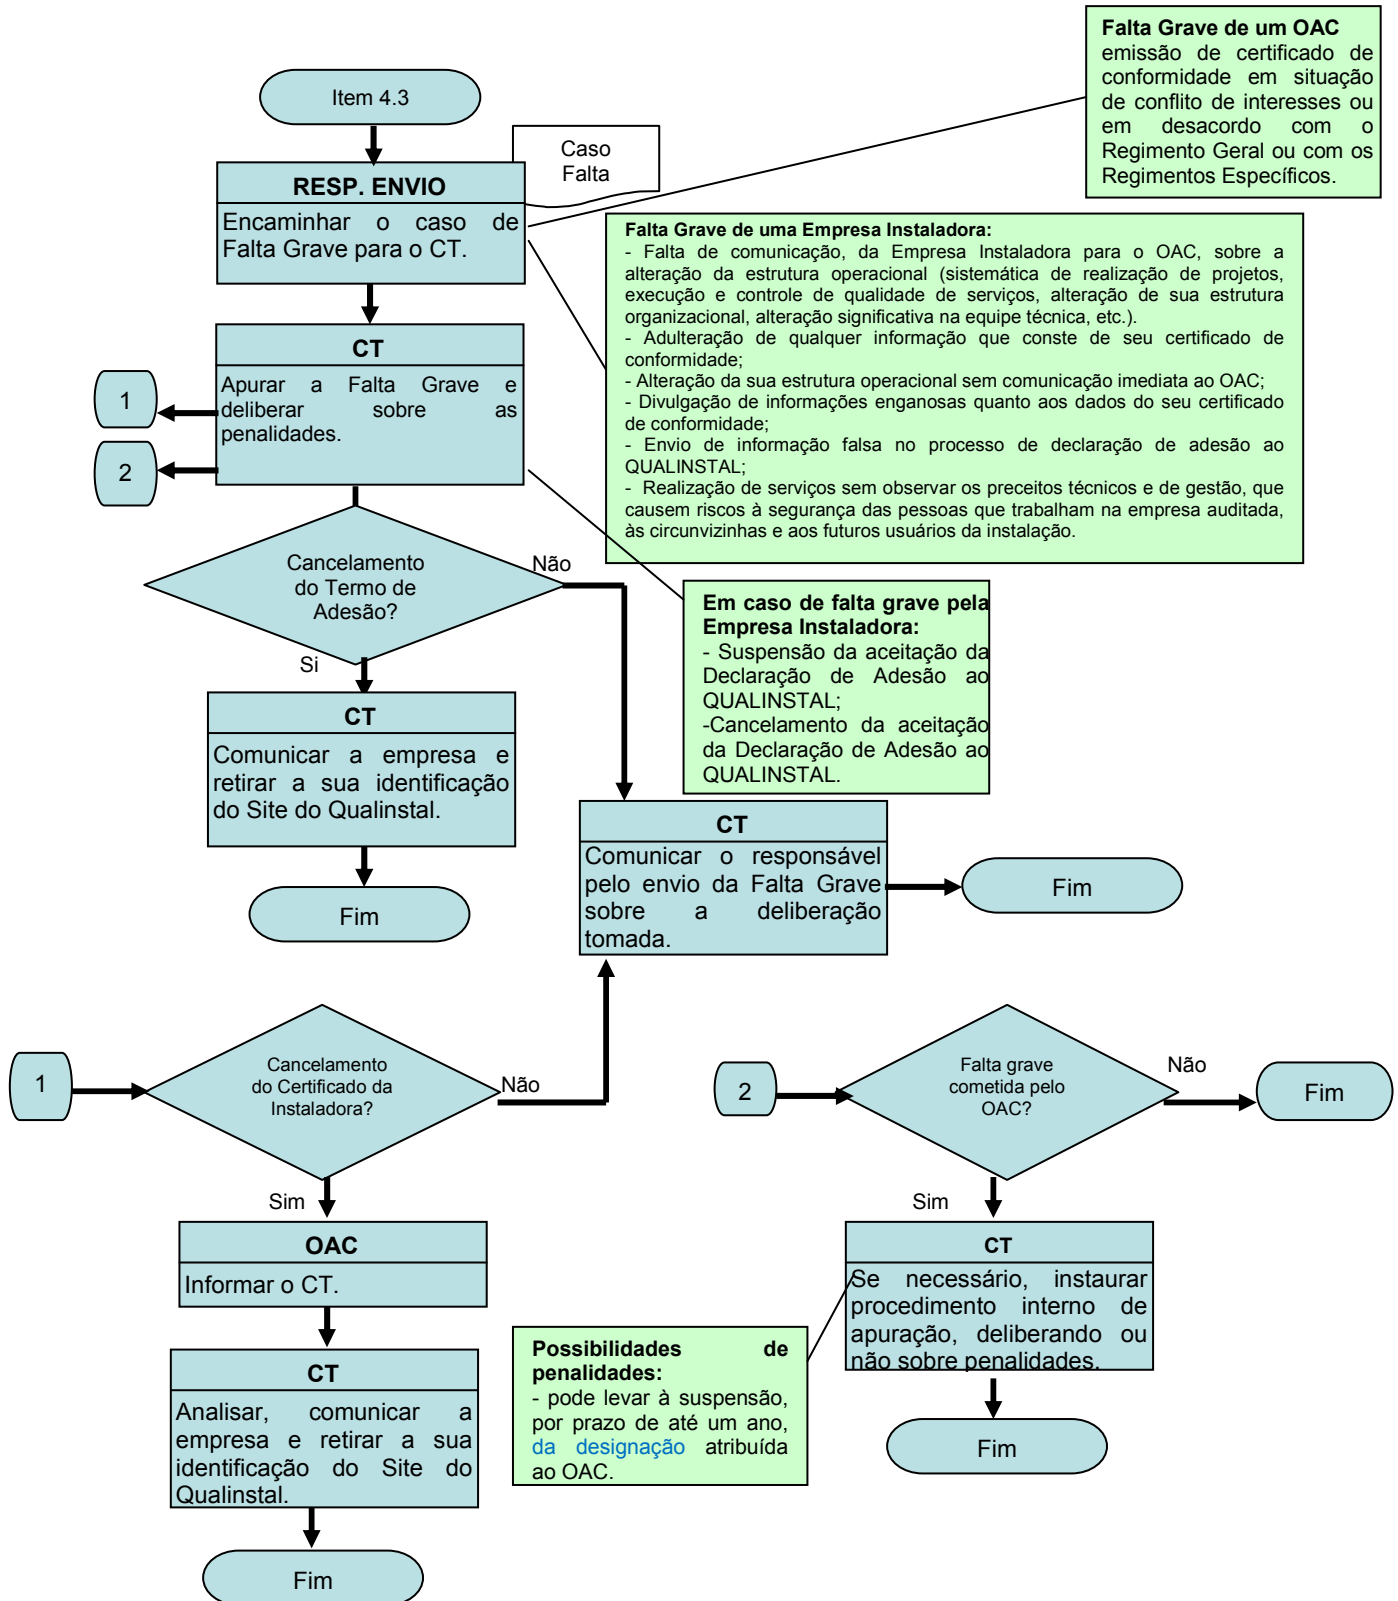 Falta Grave de um OAC
emissão de certificado de
conformidade em situação
de conflito de interesses ou
em desacordo com o
Regimento Geral ou com os
Regimentos Específicos.
Item 4.3
Caso
Falta
RESP. ENVIO
Encaminhar o caso de
Falta Grave para o CT.
Falta Grave de uma Empresa Instaladora:
- Falta de comunicação, da Empresa Instaladora para o OAC, sobre a
alteração da estrutura operacional (sistemática de realização de projetos,
execução e controle de qualidade de serviços, alteração de sua estrutura
organizacional, alteração significativa na equipe técnica, etc.).
- Adulteração de qualquer informação que conste de seu certificado de
conformidade;
- Alteração da sua estrutura operacional sem comunicação imediata ao OAC;
- Divulgação de informações enganosas quanto aos dados do seu certificado
de conformidade;
- Envio de informação falsa no processo de declaração de adesão ao
QUALINSTAL;
- Realização de serviços sem observar os preceitos técnicos e de gestão, que
causem riscos à segurança das pessoas que trabalham na empresa auditada,
às circunvizinhas e aos futuros usuários da instalação.
CT
Apurar a Falta Grave e
deliberar sobre as
penalidades.
1
2
Cancelamento
do Termo de
Adesão?
Não
Si
Em caso de falta grave pela
Empresa Instaladora:
- Suspensão da aceitação da
Declaração de Adesão ao
QUALINSTAL;
-Cancelamento da aceitação
da Declaração de Adesão ao
QUALINSTAL.
CT
Comunicar a empresa e
retirar a sua identificação
do Site do Qualinstal.
Fim
CT
Comunicar o responsável
pelo envio da Falta Grave
sobre a deliberação
tomada.
Fim
1
Cancelamento
do Certificado da
Instaladora?
Não
Sim
2
Falta grave
cometida pelo
OAC?
Não
Fim
Sim
OAC
Informar o CT.
CT
Analisar, comunicar a
empresa e retirar a sua
identificação do Site do
Qualinstal.
Fim
CT
Se necessário, instaurar
procedimento interno de
apuração, deliberando ou
não sobre penalidades.
Fim
Possibilidades de
penalidades:
- pode levar à suspensão,
por prazo de até um ano,
da designação atribuída
ao OAC.